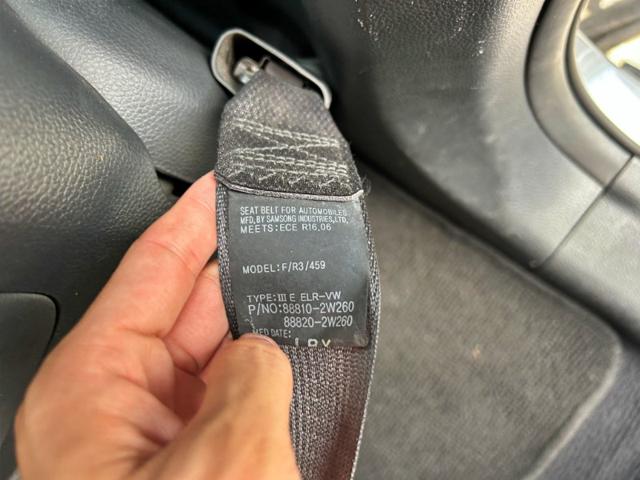 SEAT BELT FOR AUTOMOBILES
MFD. BY SAMSONG INDUSTRIES, LTD,
MEETS: ECE R16.06
MODEL: F/R3/459
TYPE: III E ELR-VW
P/NO: 88810-2W260
88820-2W260
MFD DATE: